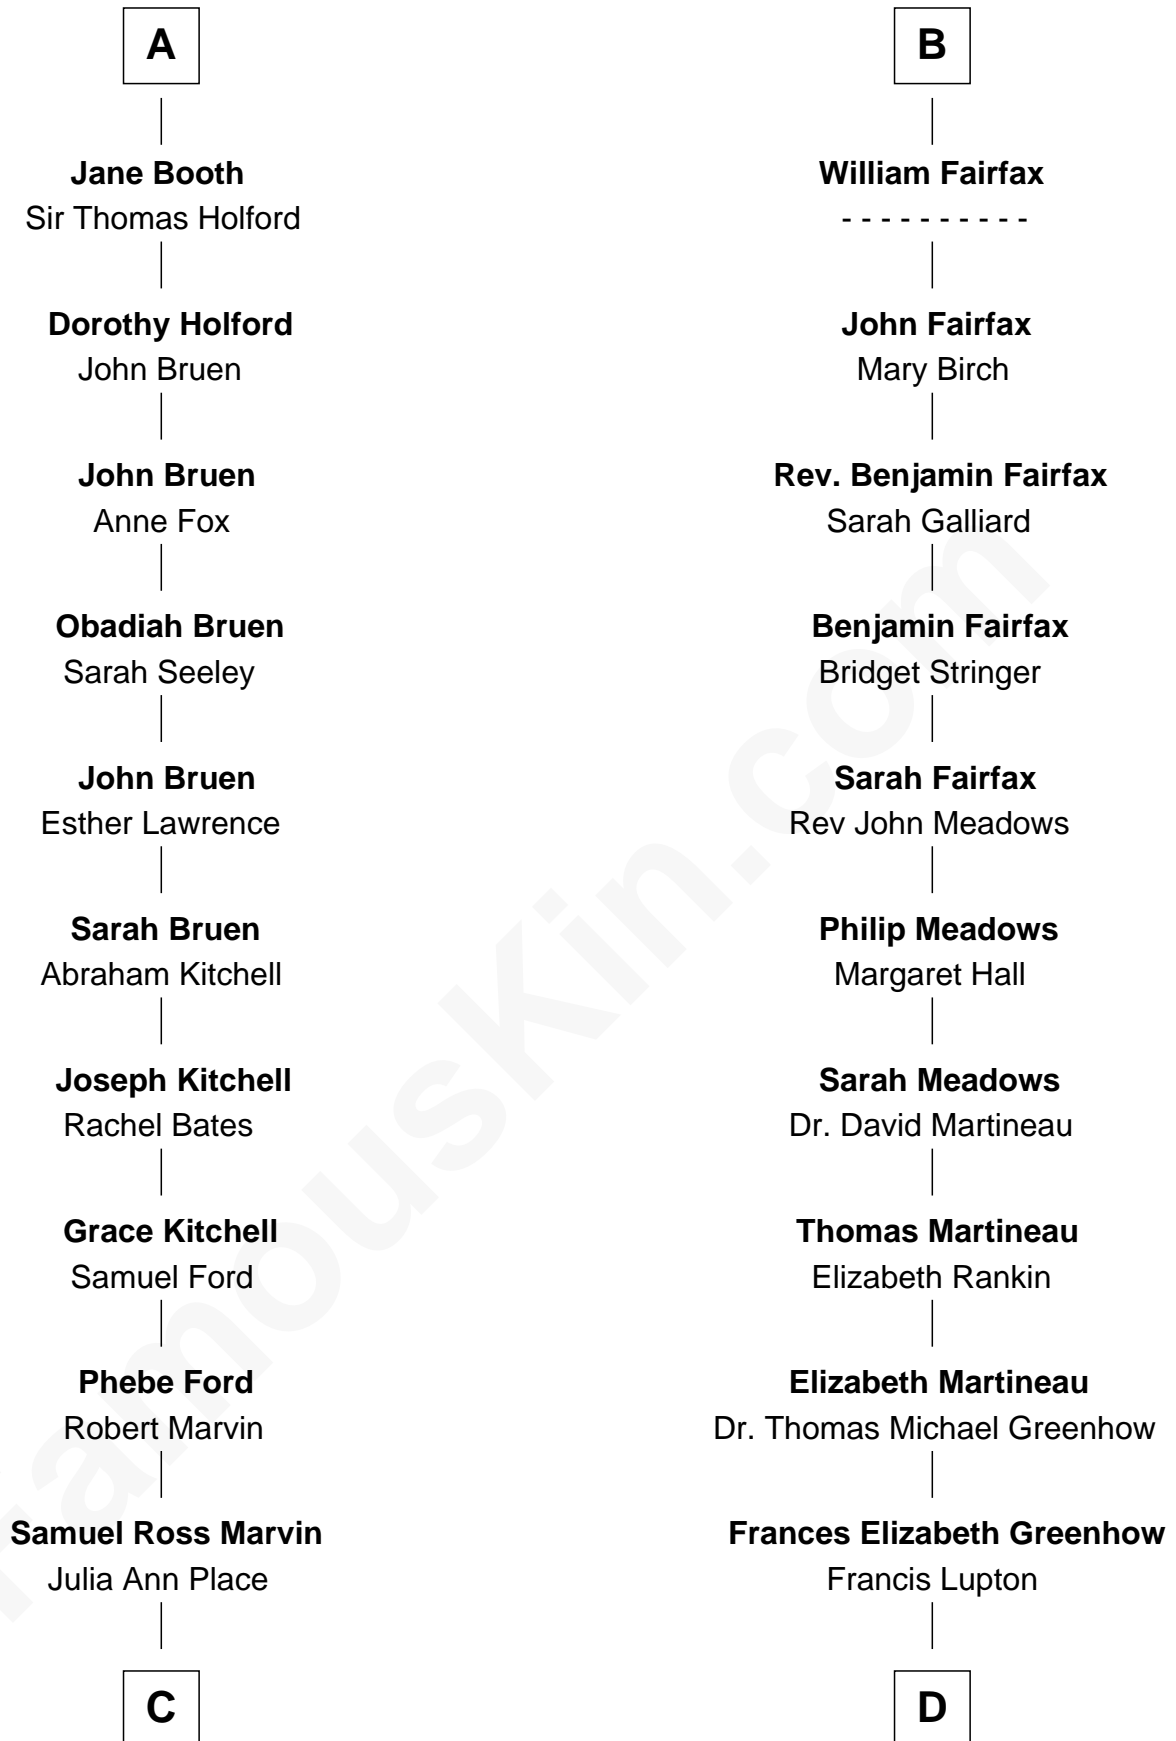 A
Jane Booth
Sir Thomas Holford
Dorothy Holford
John Bruen
John Bruen
Anne Fox
Obadiah Bruen
Sarah Seeley
John Bruen
Esther Lawrence
Sarah Bruen
Abraham Kitchell
Joseph Kitchell
Rachel Bates
Grace Kitchell
Samuel Ford
Phebe Ford
Robert Marvin
Samuel Ross Marvin
Julia Ann Place
C
B
William Fairfax
- - - - - - - - - -
John Fairfax
Mary Birch
Rev. Benjamin Fairfax
Sarah Galliard
Benjamin Fairfax
Bridget Stringer
Sarah Fairfax
Rev John Meadows
Philip Meadows
Margaret Hall
Sarah Meadows
Dr. David Martineau
Thomas Martineau
Elizabeth Rankin
Elizabeth Martineau
Dr. Thomas Michael Greenhow
Frances Elizabeth Greenhow
Francis Lupton
D
FamousKin.com